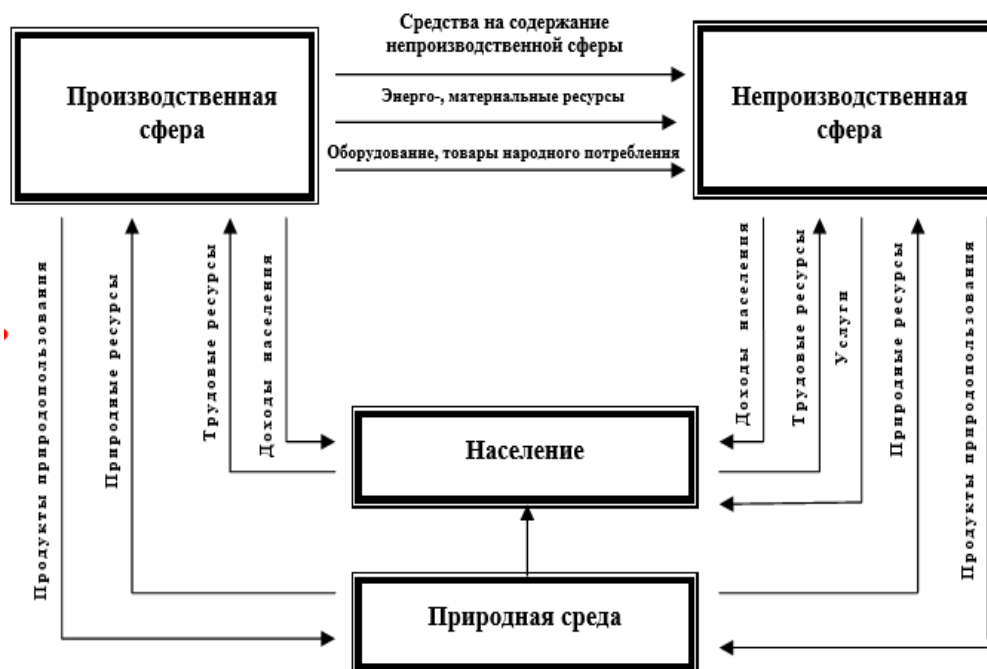 Средства на содержание
непроизводственной сферы
Производственная
сфера
Энерго-, материальные ресурсы
Оборудование, товары народного потребления
Непроизводственная
сфера
Продукты природопользования
Природные ресурсы
Трудовые ресурсы
Доходы населения
Доходы населения
Трудовые ресурсы
Услуги
Природные ресурсы
Продукты природопользования
Население
Природная среда